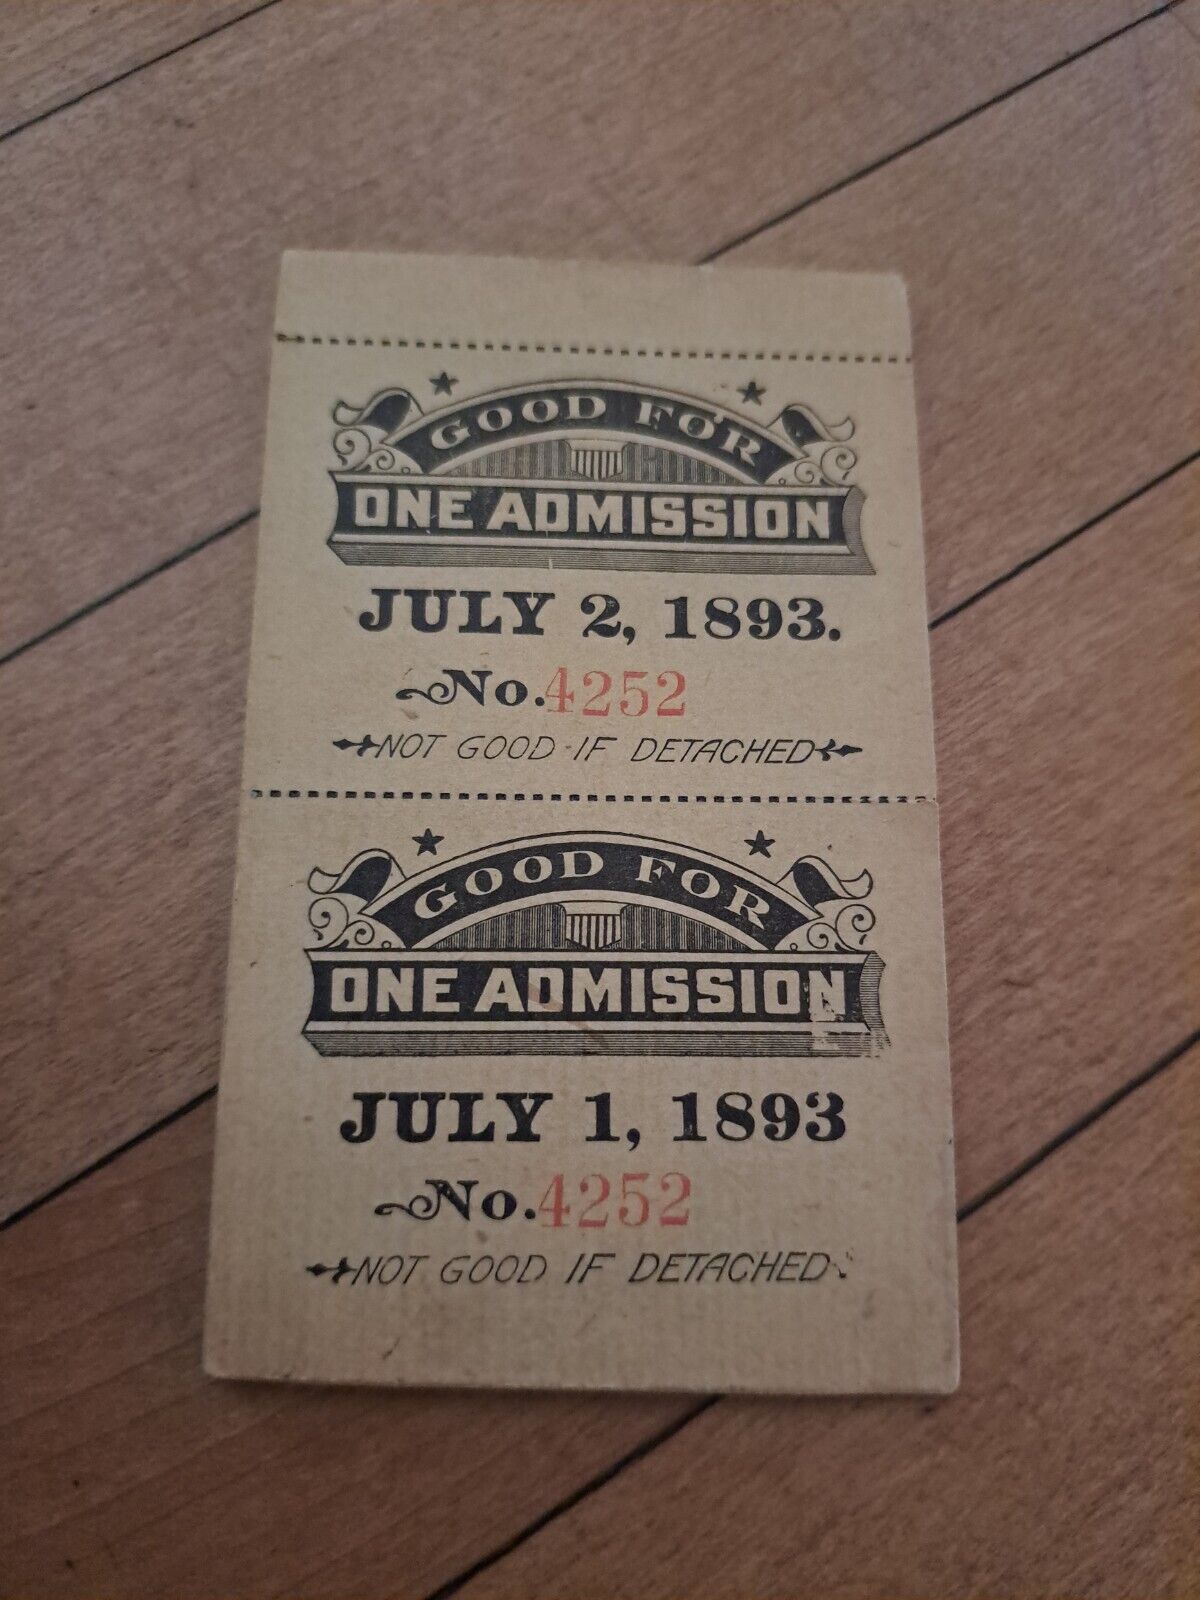 GOOD FOR
ONE ADMISSION
JULY 2, 1893.
No. 4252
NOT GOOD IF DETACHED
GOOD FOR
ONE ADMISSION
JULY 1, 1893
No. 4252
NOT GOOD IF DETACHED